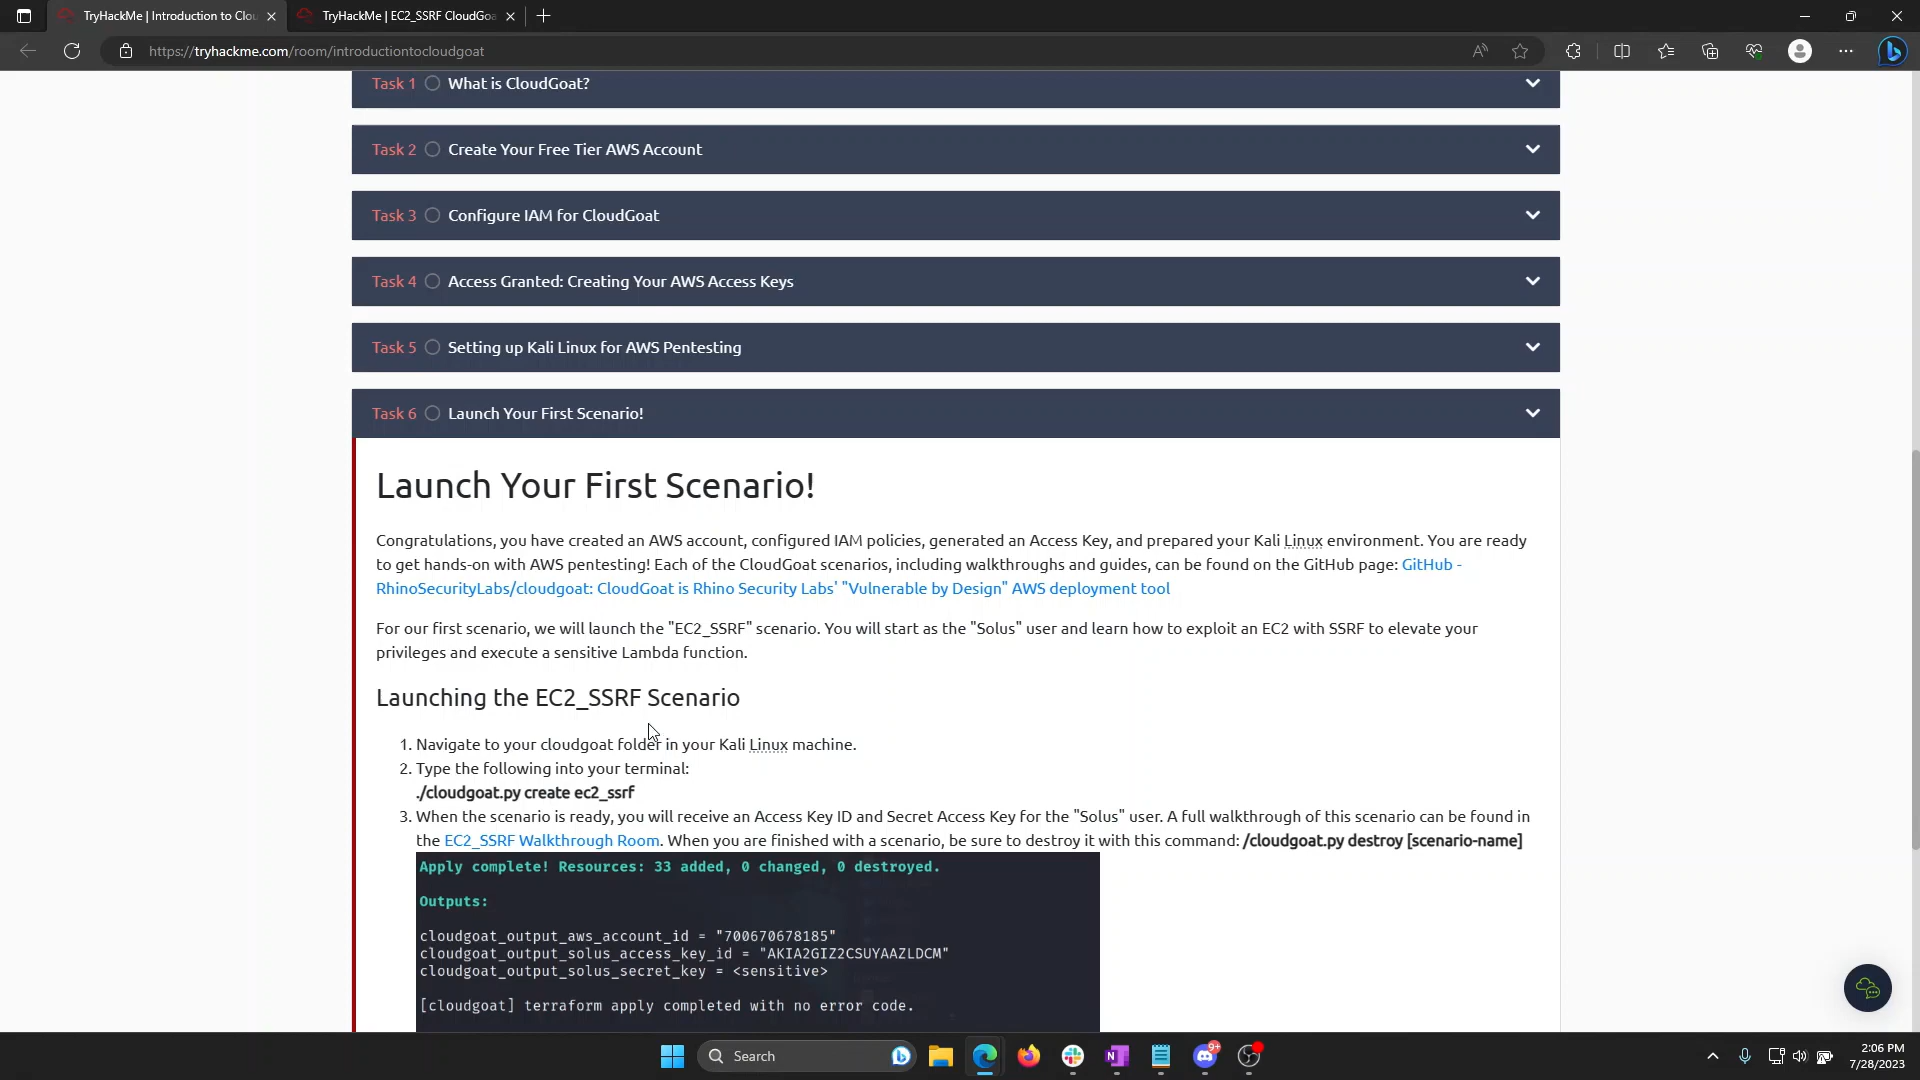 TryHackMe | Introduction to Clou
TryHackMe | EC2_SSRF CloudGoa
https://tryhackme.com/room/introductiontocloudgoat
Task 1 What is CloudGoat?
Task 2 Create Your Free Tier AWS Account
Task 3 Configure IAM for CloudGoat
Task 4 Access Granted: Creating Your AWS Access Keys
Task 5 Setting up Kali Linux for AWS Pentesting
Task 6 Launch Your First Scenario!
Launch Your First Scenario!
Congratulations, you have created an AWS account, configured IAM policies, generated an Access Key, and prepared your Kali Linux environment. You are ready
to get hands-on with AWS pentesting! Each of the CloudGoat scenarios, including walkthroughs and guides, can be found on the GitHub page: GitHub -
RhinoSecurityLabs/cloudgoat: CloudGoat is Rhino Security Labs' "Vulnerable by Design" AWS deployment tool
For our first scenario, we will launch the "EC2_SSRF" scenario. You will start as the "Solus" user and learn how to exploit an EC2 with SSRF to elevate your
privileges and execute a sensitive Lambda function.
Launching the EC2_SSRF Scenario
1. Navigate to your cloudgoat folder in your Kali Linux machine.
2. Type the following into your terminal:
./cloudgoat.py create ec2_ssrf
3. When the scenario is ready, you will receive an Access Key ID and Secret Access Key for the "Solus" user. A full walkthrough of this scenario can be found in
the EC2_SSRF Walkthrough Room. When you are finished with a scenario, be sure to destroy it with this command: /cloudgoat.py destroy [scenario-name]
Apply complete! Resources: 33 added, 0 changed, 0 destroyed.
Outputs:
cloudgoat_output_aws_account_id = "700670678185"
cloudgoat_output_solus_access_key_id = "AKIA2GIZ2CSUYAAZLDCM"
cloudgoat_output_solus_secret_key = <sensitive>
[cloudgoat] terraform apply completed with no error code.
Search
9+
2:06 PM
7/28/2023